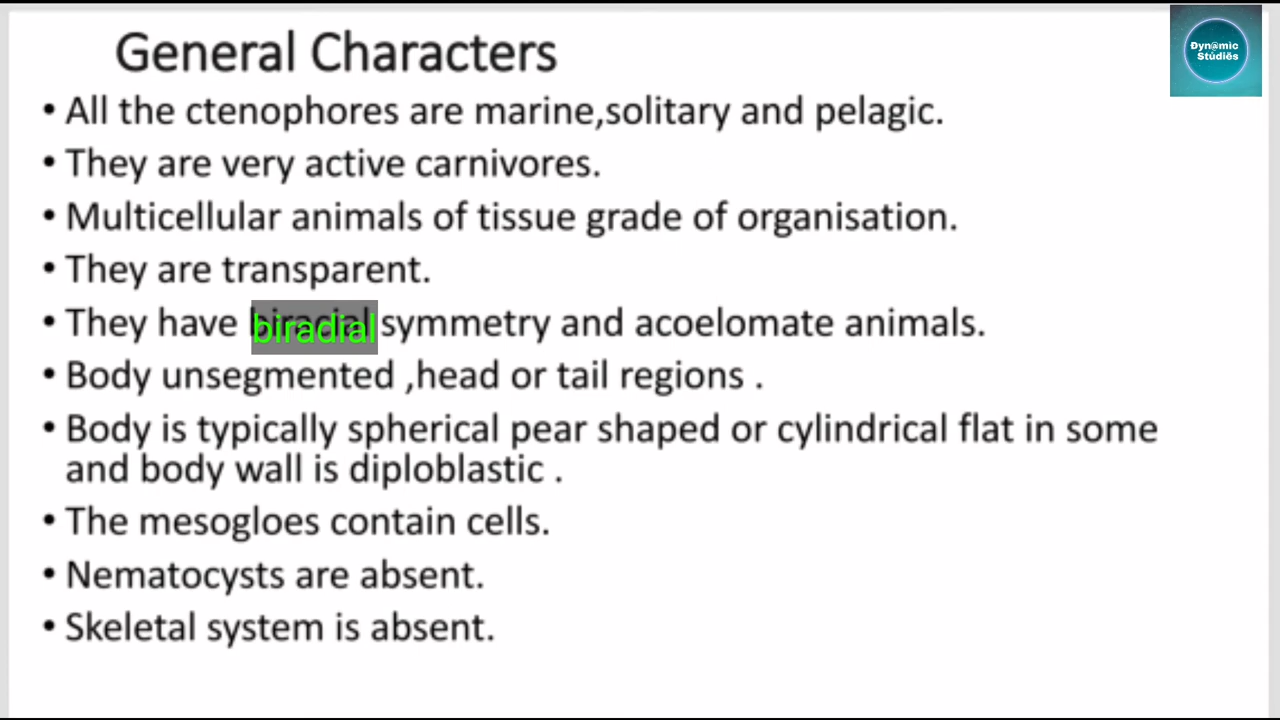 General Characters
Dyn@mic
Stúdiēs
• All the ctenophores are marine,solitary and pelagic.
• They are very active carnivores.
• Multicellular animals of tissue grade of organisation.
• They are transparent.
• They have biradial symmetry and acoelomate animals.
• Body unsegmented ,head or tail regions .
• Body is typically spherical pear shaped or cylindrical flat in some
and body wall is diploblastic .
• The mesogloes contain cells.
• Nematocysts are absent.
• Skeletal system is absent.